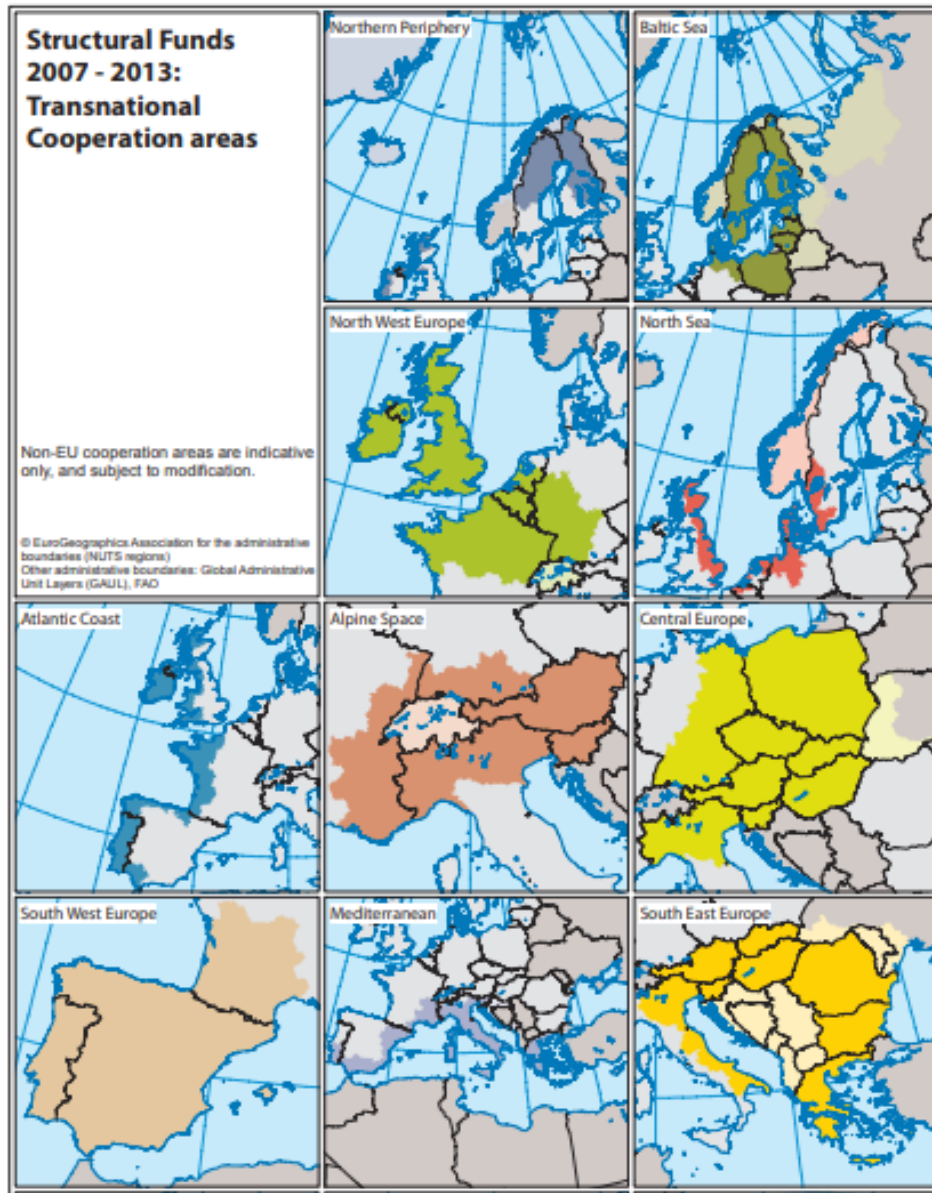 Structural Funds
2007 - 2013:
Transnational
Cooperation areas
Non-EU cooperation areas are indicative
only, and subject to modification.
© EuroGeographics Association for the administrative
boundaries (NUTS regions)
Other administrative boundaries: Global Administrative
Unit Layers (GAUL), FAO
Northern Periphery
Baltic Sea
North West Europe
North Sea
Atlantic Coast
Alpine Space
Central Europe
South West Europe
Mediterranean
South East Europe